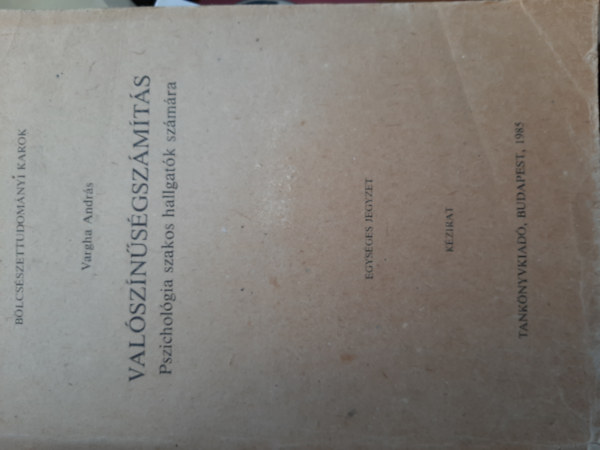 BÖLCSÉSZETTUDOMÁNYI KAROK
Vargha András
VALÓSZÍNŰSÉGSZÁMÍTÁS
Pszichológia szakos hallgatók számára
EGYSÉGES JEGYZET
KÉZIRAT
TANKÖNYVKIADÓ, BUDAPEST, 1985